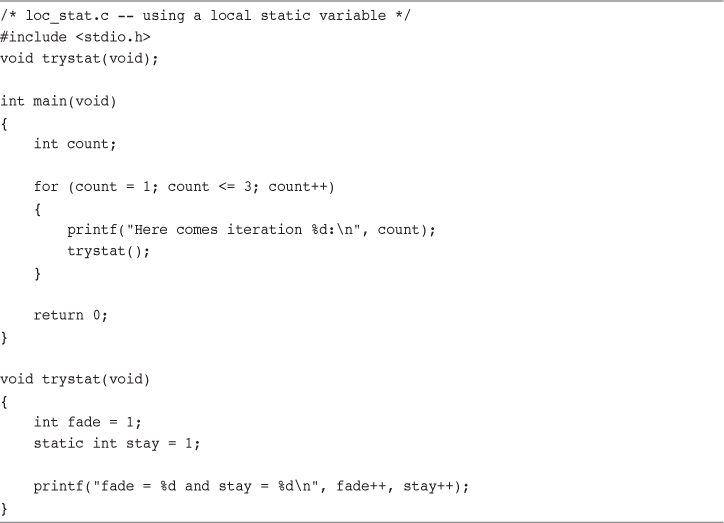 /* loc_stat.c -- using a local static variable */
#include <stdio.h>
void trystat(void);
int main(void)
{
    int count;
    for (count = 1; count <= 3; count++)
    {
        printf("Here comes iteration %d:\n", count);
        trystat();
    }
    return 0;
}
void trystat(void)
{
    int fade = 1;
    static int stay = 1;
    printf("fade = %d and stay = %d\n", fade++, stay++);
}